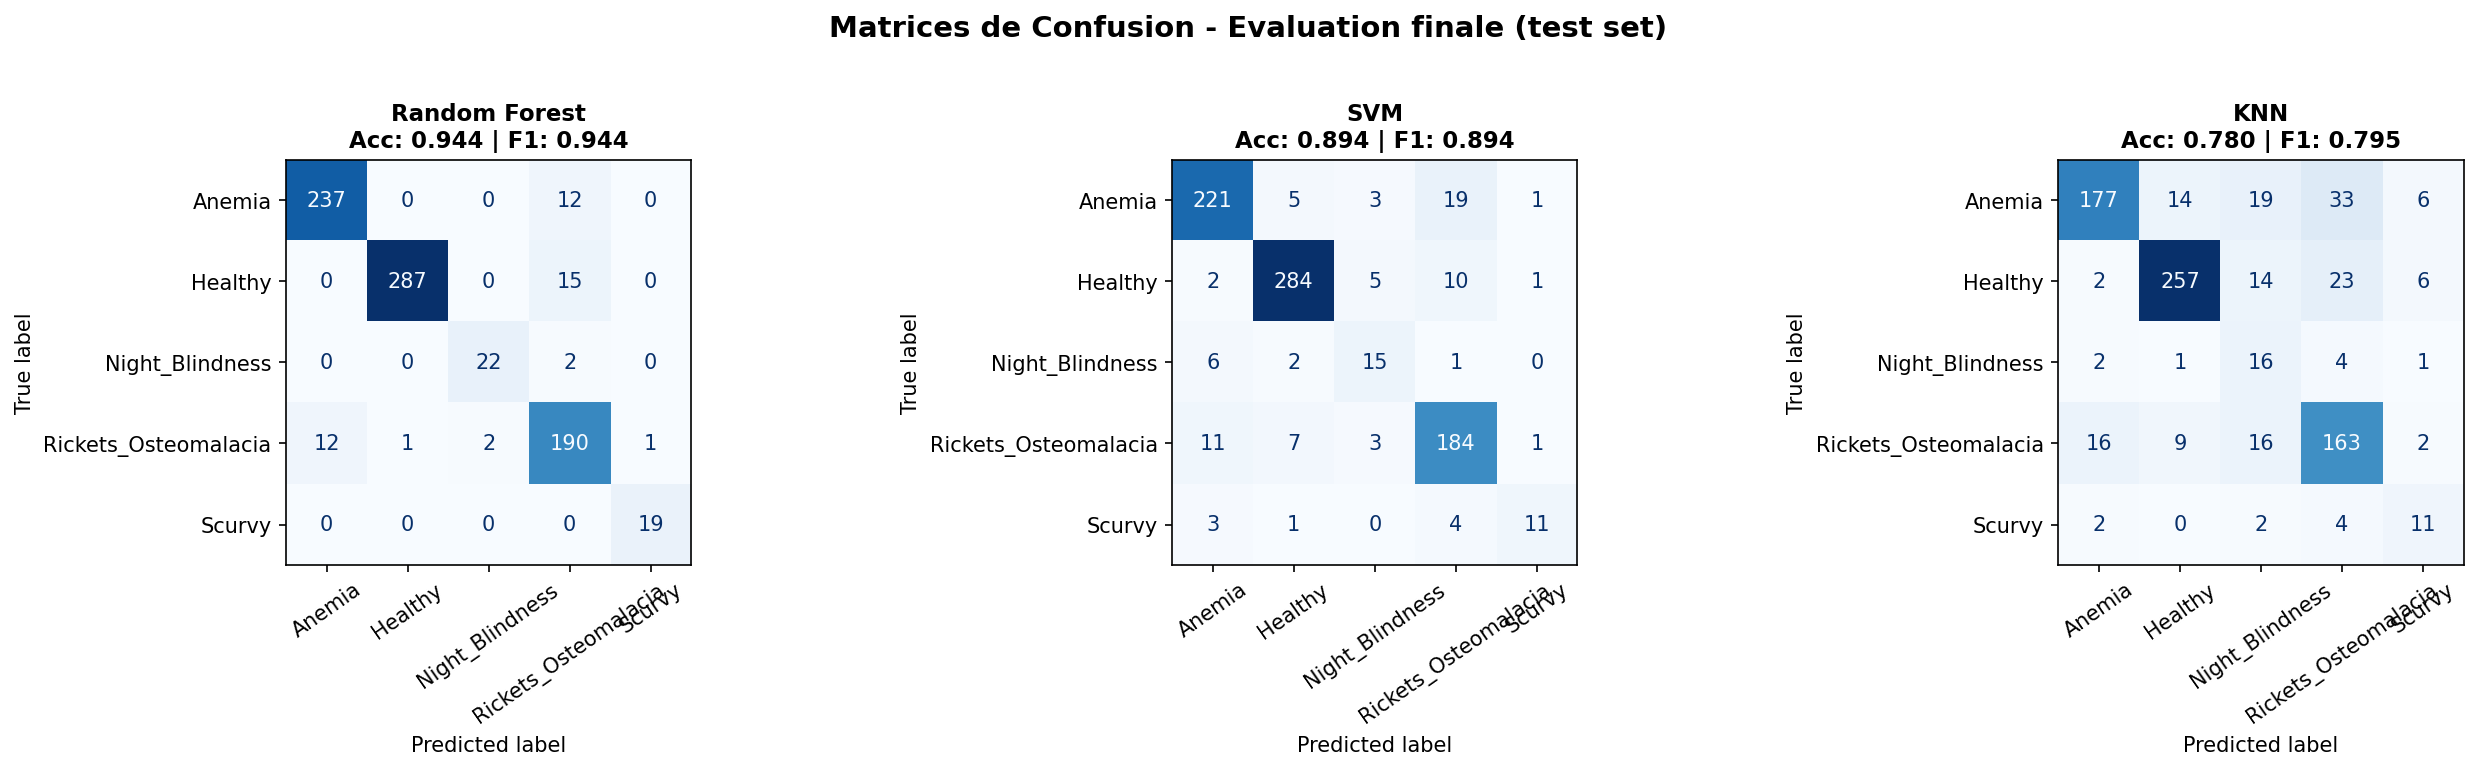 Matrices de Confusion - Evaluation finale (test set)
Random Forest
Acc: 0.944 | F1: 0.944
True label
Anemia 237 0 0 12 0
Healthy 0 287 0 15 0
Night_Blindness 0 0 22 2 0
Rickets_Osteomalacia 12 1 2 190 1
Scurvy 0 0 0 0 19
Anemia Healthy Night_Blindness Rickets_Osteomalacia Scurvy
Predicted label
SVM
Acc: 0.894 | F1: 0.894
True label
Anemia 221 5 3 19 1
Healthy 2 284 5 10 1
Night_Blindness 6 2 15 1 0
Rickets_Osteomalacia 11 7 3 184 1
Scurvy 3 1 0 4 11
Anemia Healthy Night_Blindness Rickets_Osteomalacia Scurvy
Predicted label
KNN
Acc: 0.780 | F1: 0.795
True label
Anemia 177 14 19 33 6
Healthy 2 257 14 23 6
Night_Blindness 2 1 16 4 1
Rickets_Osteomalacia 16 9 16 163 2
Scurvy 2 0 2 4 11
Anemia Healthy Night_Blindness Rickets_Osteomalacia Scurvy
Predicted label